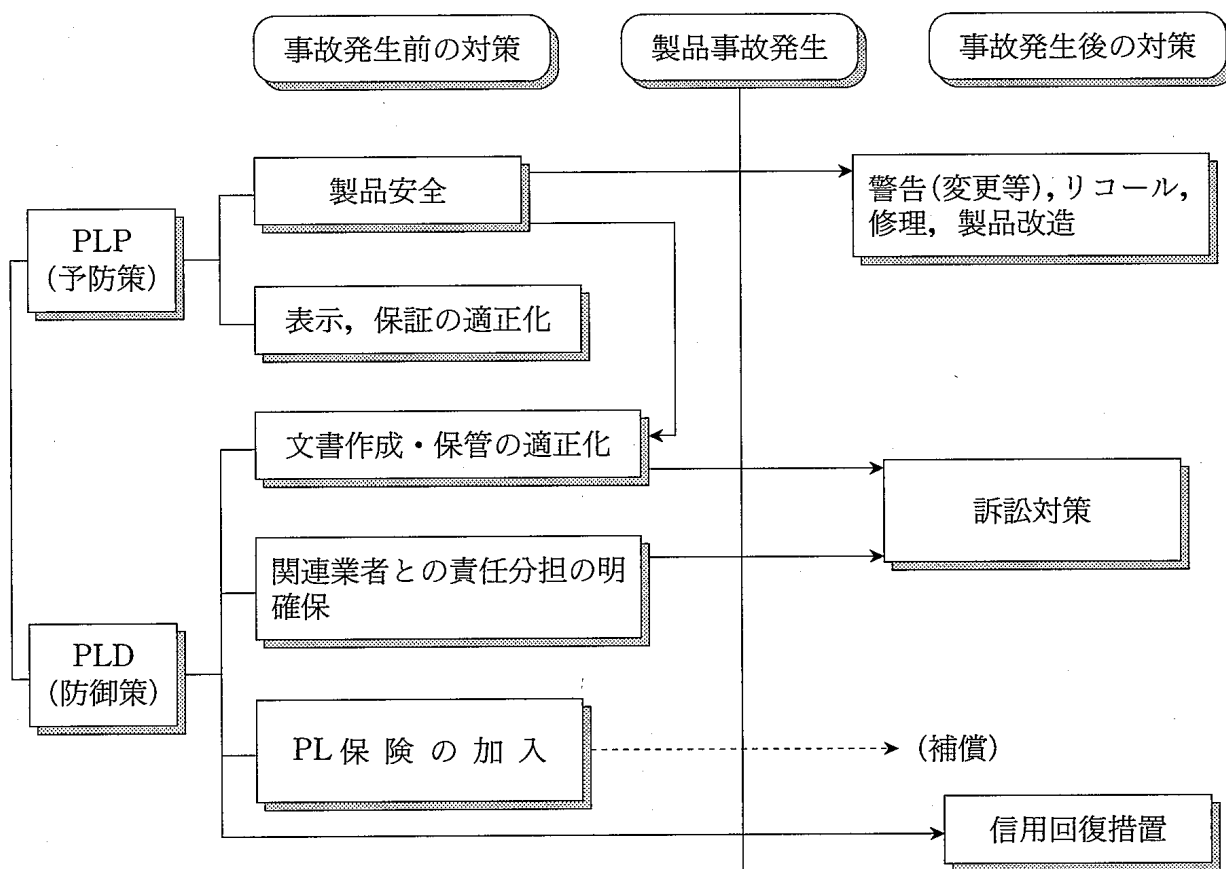 事故発生前の対策
製品事故発生
事故発生後の対策
製品安全
警告(変更等),リコール,
修理,製品改造
PLP
(予防策)
表示,保証の適正化
文書作成・保管の適正化
訴訟対策
関連業者との責任分担の明
確保
PLD
(防御策)
PL保険の加入
(補償)
信用回復措置